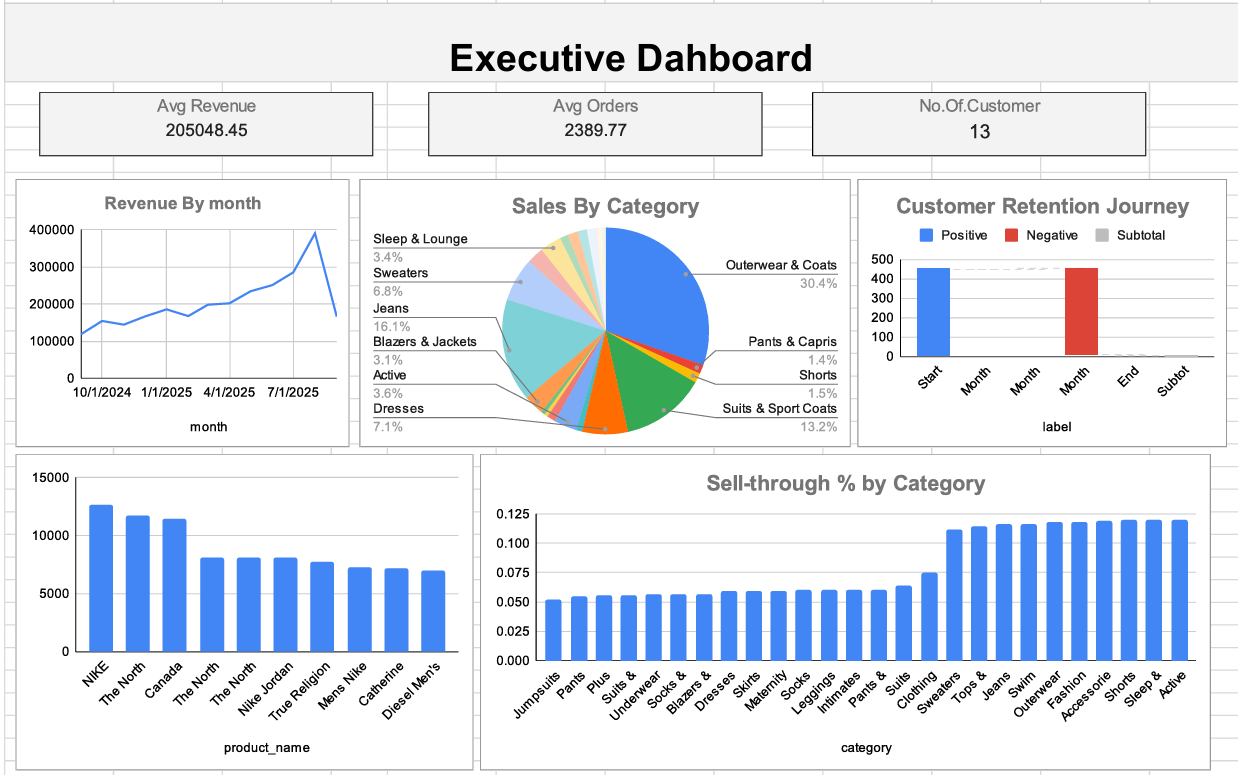 Executive Dahboard
Avg Revenue
205048.45
Avg Orders
2389.77
No.Of.Customer
13
Revenue By month
400000
300000
200000
100000
0
10/1/2024 1/1/2025 4/1/2025 7/1/2025
month
Sales By Category
Sleep & Lounge
3.4%
Sweaters
6.8%
Jeans
16.1%
Blazers & Jackets
3.1%
Active
3.6%
Dresses
7.1%
Outerwear & Coats
30.4%
Pants & Capris
1.4%
Shorts
1.5%
Suits & Sport Coats
13.2%
Customer Retention Journey
Positive Negative Subtotal
500
400
300
200
100
0
Start Month Month Month End Subtot
label
15000
10000
5000
0
NIKE The North Canada The North The North Nike Jordan True Religion Mens Nike Catherine Diesel Men's
product_name
Sell-through % by Category
0.125
0.100
0.075
0.050
0.025
0.000
Jumpsuits Pants Plus Suits & Underwear Socks & Blazers & Dresses Skirts Maternity Socks Leggings Intimates Pants & Suits Clothing Sweaters Tops & Jeans Swim Outerwear Fashion Accessorie Shorts Sleep & Active
category